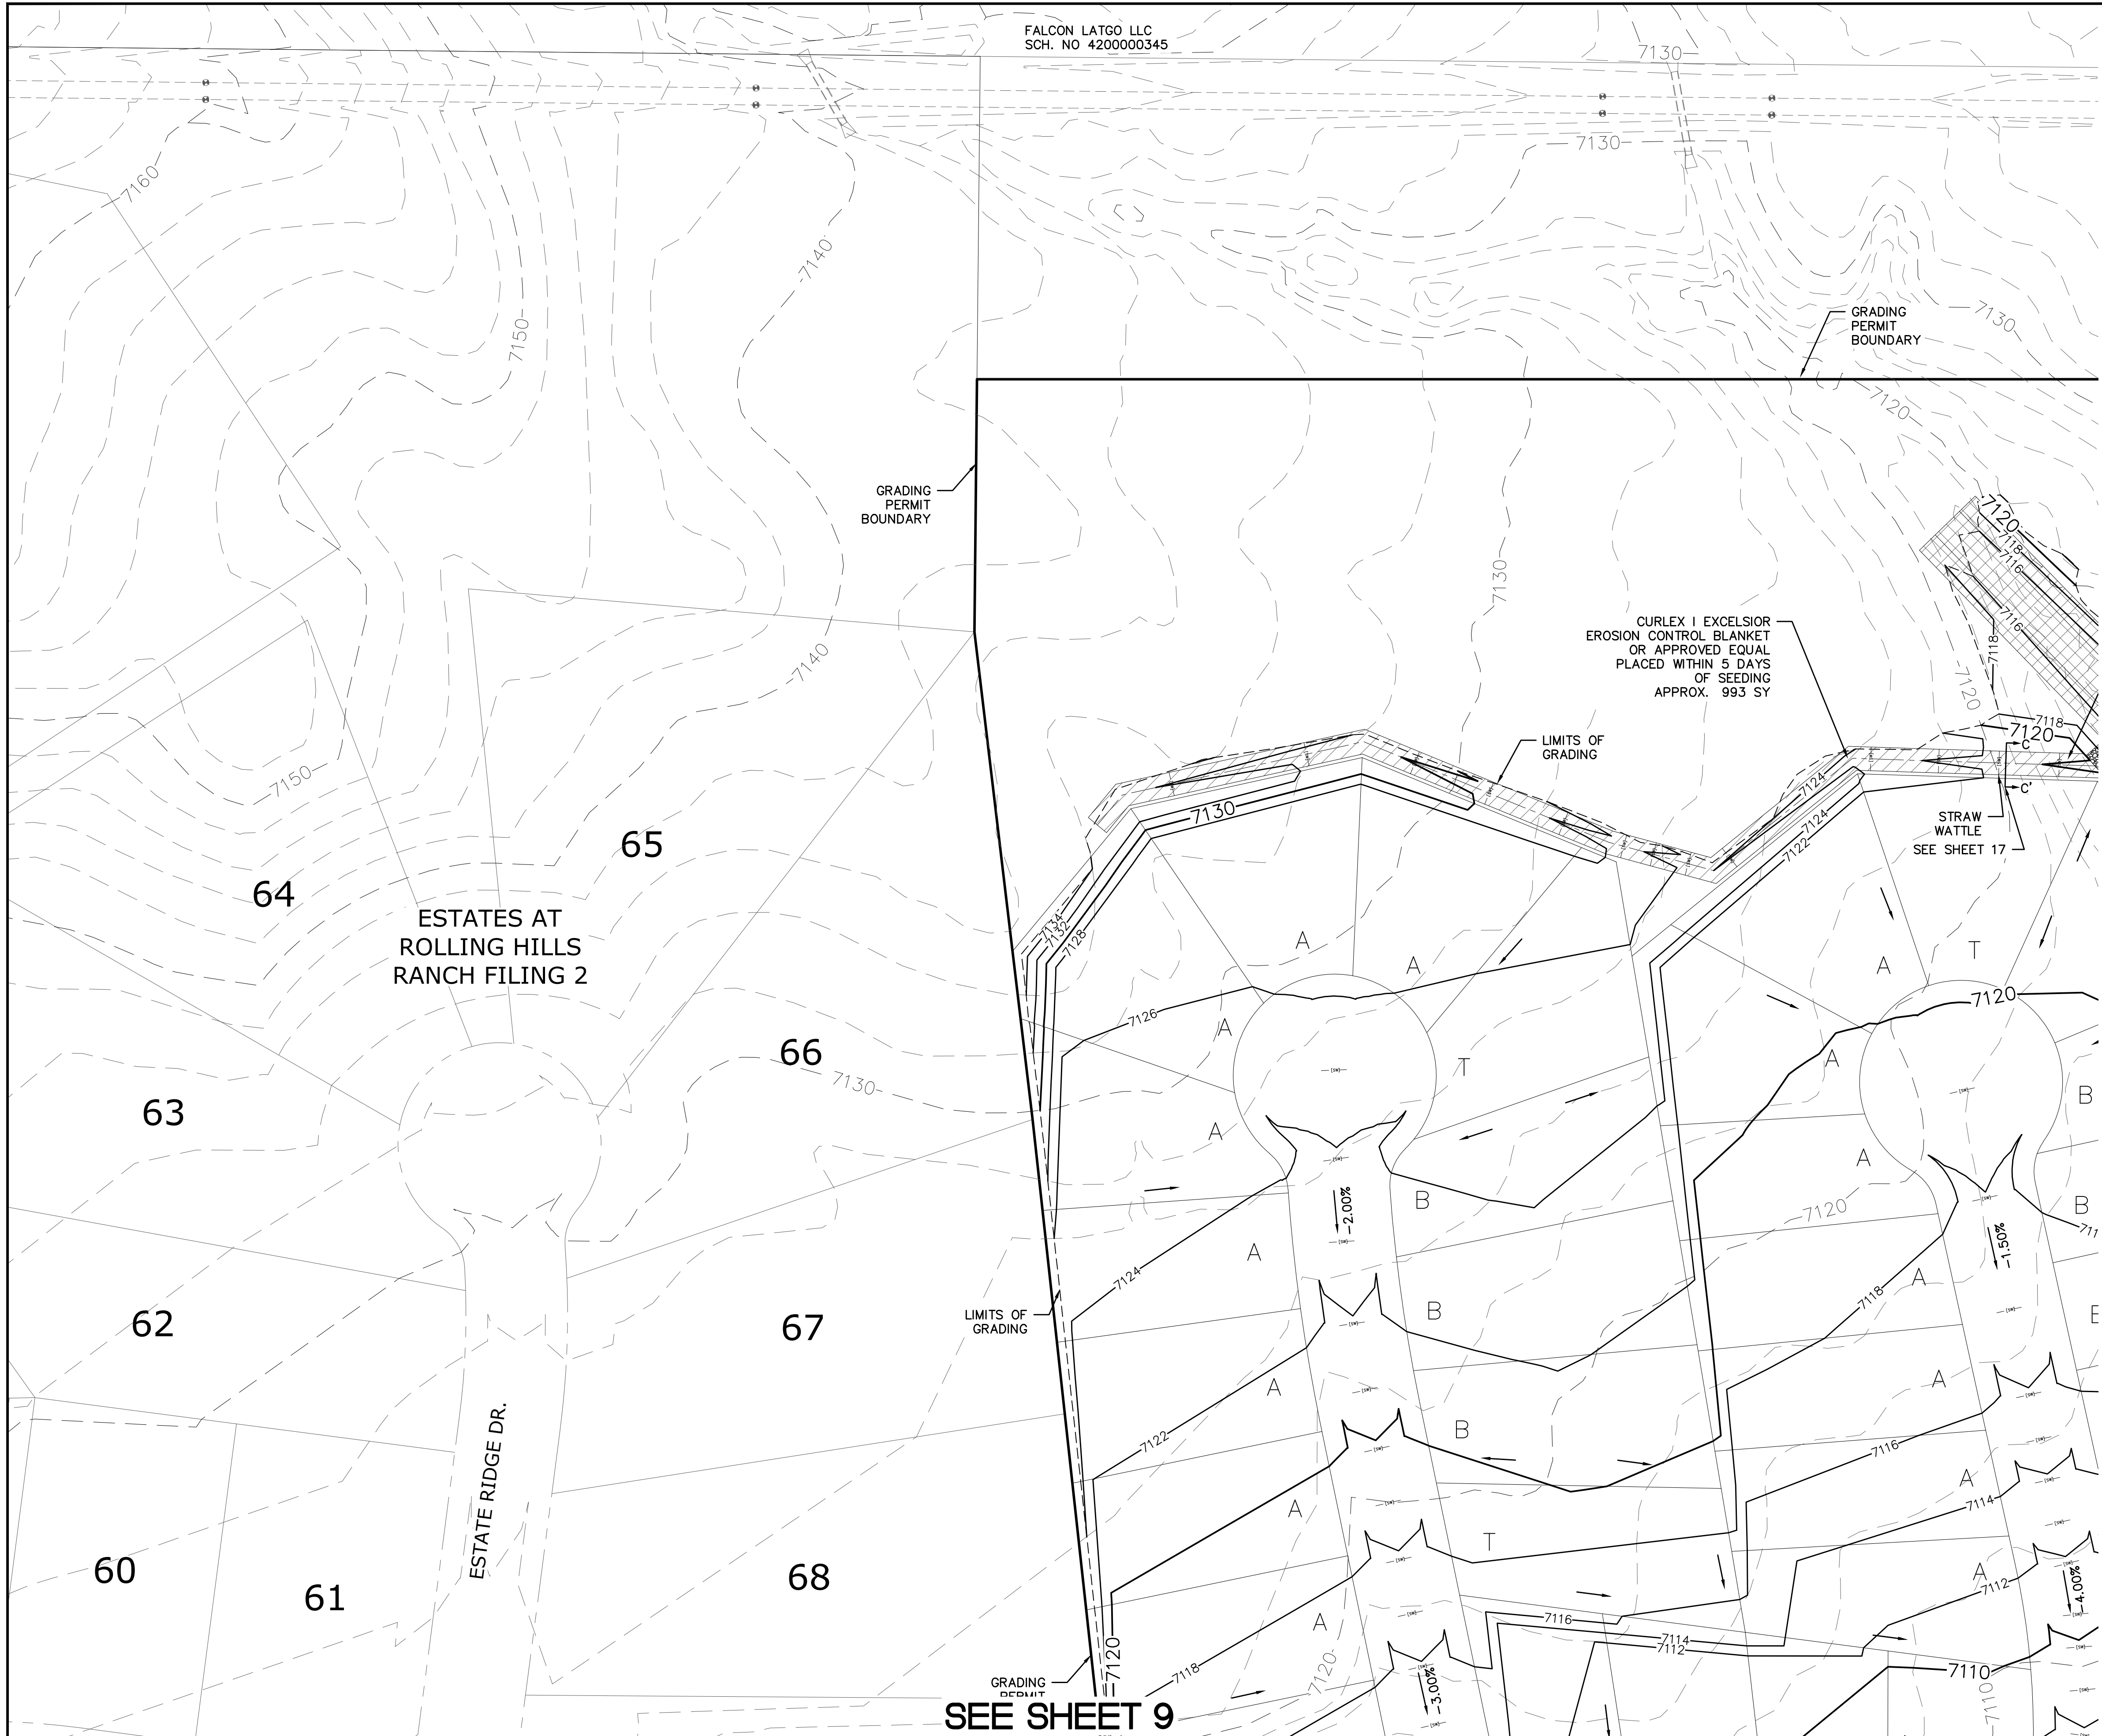 FALCON LATGO LLC
SCH. NO 4200000345
7130
7130
7160
7140
GRADING
PERMIT
BOUNDARY
7130
7150
7120
GRADING
PERMIT
BOUNDARY
7120
7118
7116
7116
7118
7130
CURLEX I EXCELSIOR
EROSION CONTROL BLANKET
OR APPROVED EQUAL
PLACED WITHIN 5 DAYS
OF SEEDING
APPROX. 993 SY
7140
7120
7118
7120
C
LIMITS OF
GRADING
7150
7124
C'
7130
7124
STRAW
WATTLE
7122
SEE SHEET 17
65
64
ESTATES AT
ROLLING HILLS
RANCH FILING 2
7134
7132
7128
A
A
A
T
7120
7126
A
66
T
A
7130
63
B
A
A
B
B
7120
A
-2.00%
-1.50%
A
7124
7118
LIMITS OF
GRADING
62
67
B
A
A
7122
B
7116
ESTATE RIDGE DR.
A
A
7114
T
60
61
68
A
A
7112
-4.00%
7116
7114
7112
7120
7118
7120
7110
7110
-3.00%
GRADING
PERMIT
SEE SHEET 9